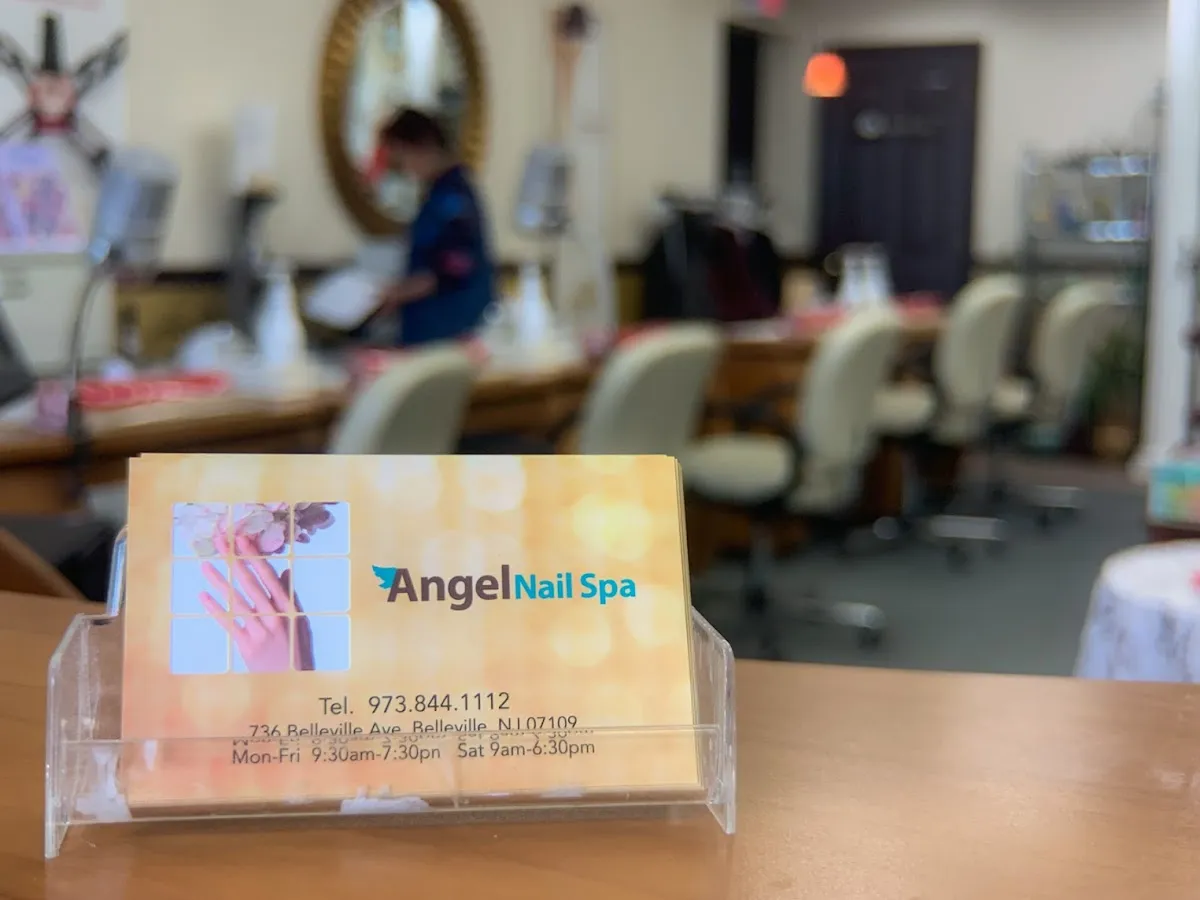 Angel Nail Spa
Tel. 973.844.1112
736 Belleville Ave, Belleville, NJ 07109
Mon-Fri 9:30am-7:30pm Sat 9am-6:30pm